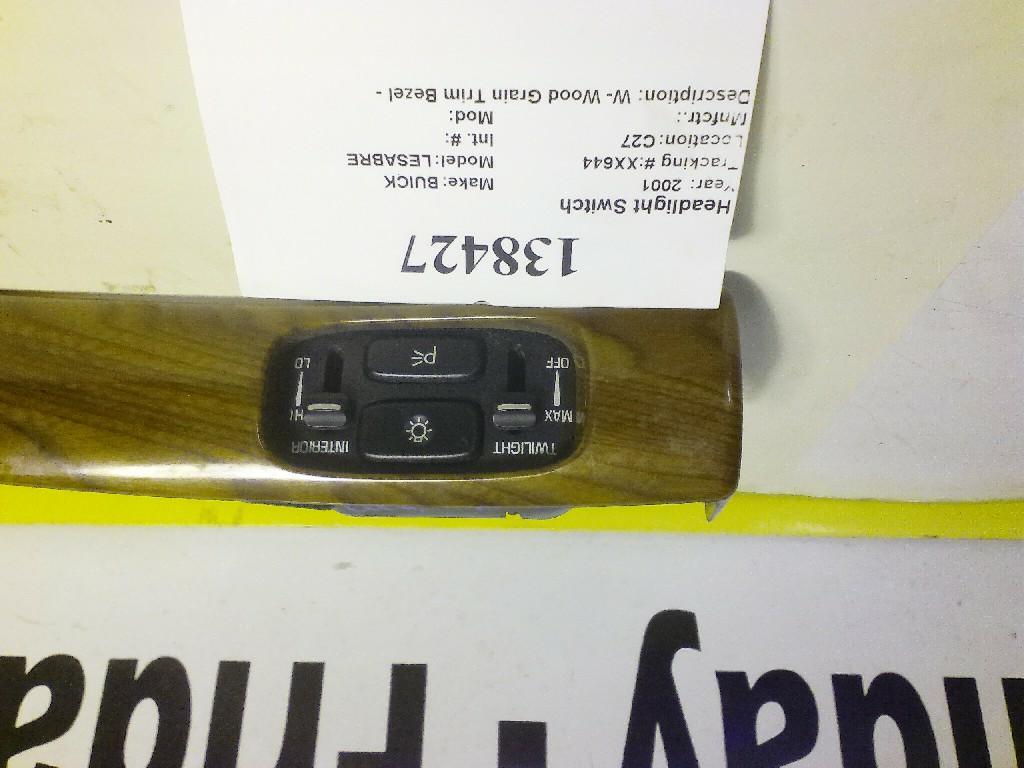 138427
Headlight Switch
Year: 2001 Make: BUICK
Tracking #:XX644 Model: LESABRE
Location: C27 Int. #:
Mnfctr.: Mod:
Description: W- Wood Grain Trim Bezel -
TWILIGHT INTERIOR
MAX HI
OFF LO
P